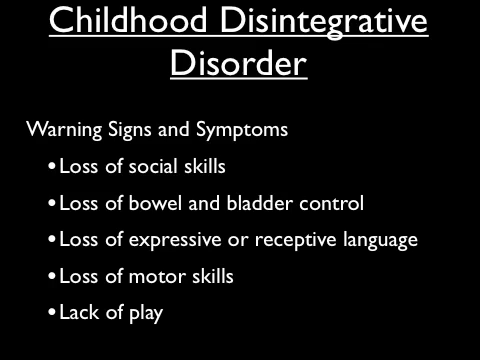 Childhood Disintegrative
Disorder
Warning Signs and Symptoms
•Loss of social skills
•Loss of bowel and bladder control
•Loss of expressive or receptive language
•Loss of motor skills
•Lack of play